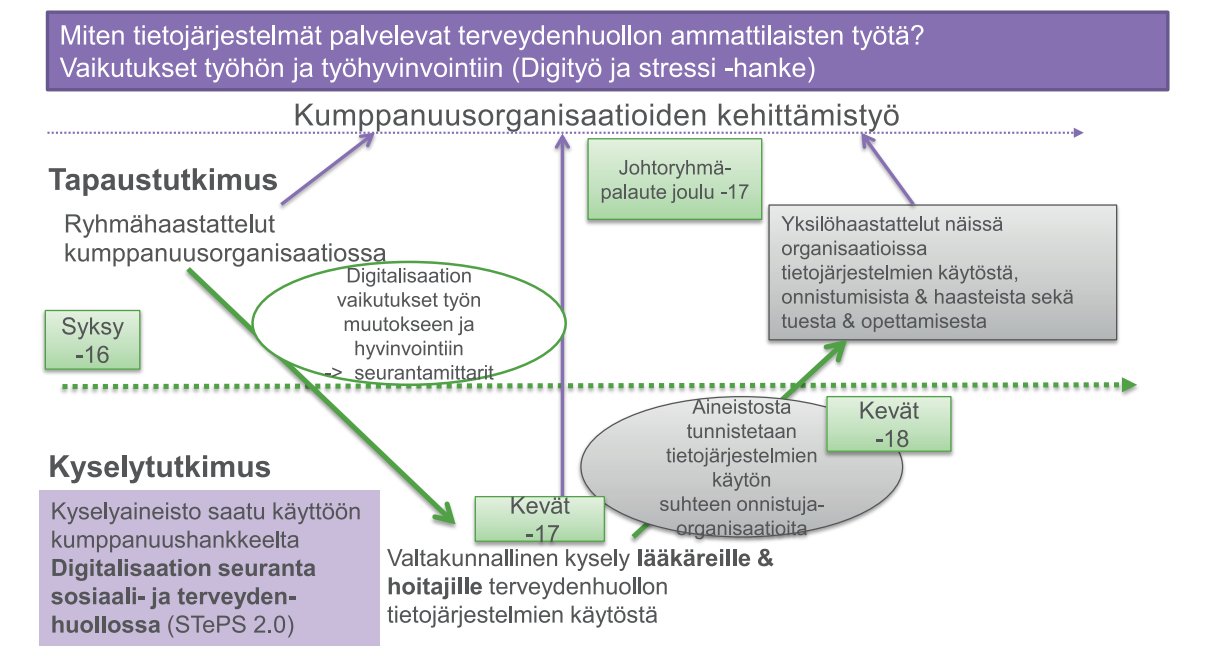 Miten tietojärjestelmät palvelevat terveydenhuollon ammattilaisten työtä?
Vaikutukset työhön ja työhyvinvointiin (Digityö ja stressi -hanke)
Kumppanuusorganisaatioiden kehittämistyö
Johtoryhmä-
palaute joulu -17
Tapaustutkimus
Ryhmähaastattelut
kumppanuusorganisaatiossa
Yksilöhaastattelut näissä
organisaatioissa
tietojärjestelmien käytöstä,
onnistumisista & haasteista sekä
tuesta & opettamisesta
Digitalisaation
vaikutukset työn
muutokseen ja
hyvinvointiin
-> seurantamittarit
Syksy
-16
Aineistosta
tunnistetaan
tietojärjestelmien
käytön
suhteen onnistuja-
organisaatioita
Kevät
-18
Kyselytutkimus
Kyselyaineisto saatu käyttöön
kumppanuushankkeelta
Digitalisaation seuranta
sosiaali- ja terveyden-
huollossa (STePS 2.0)
Kevät
-17
Valtakunnallinen kysely lääkäreille &
hoitajille terveydenhuollon
tietojärjestelmien käytöstä